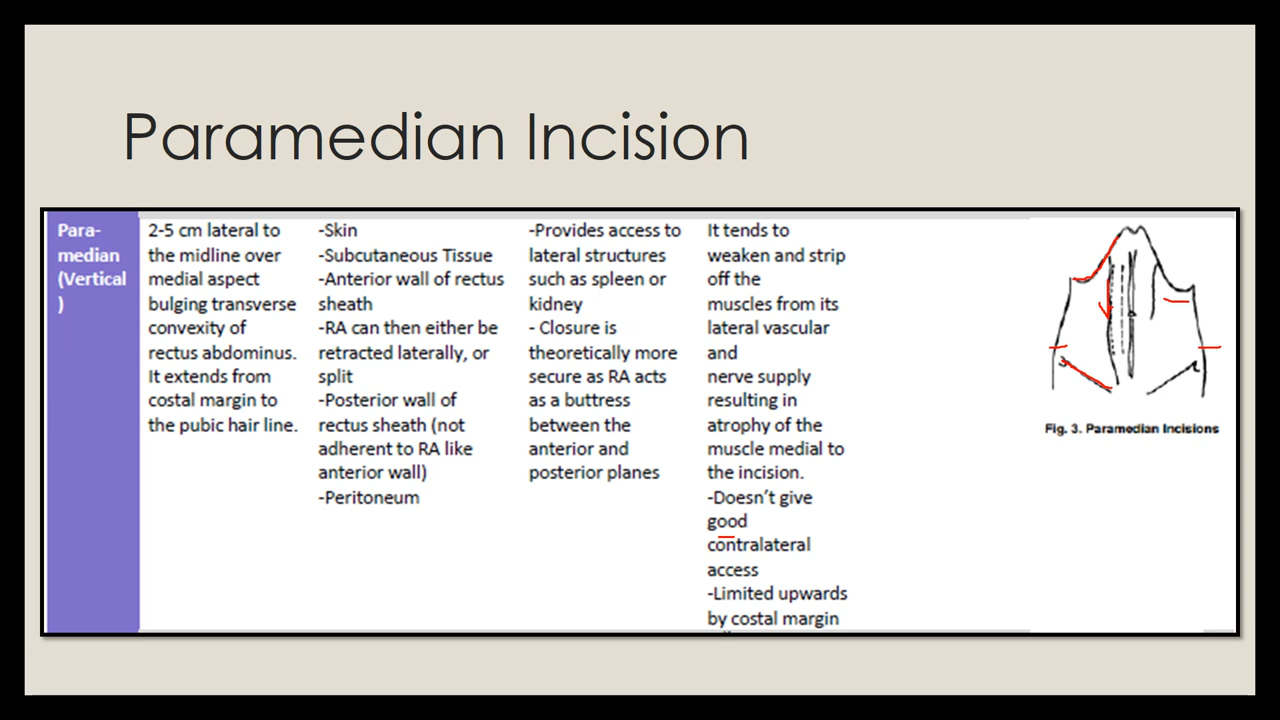 Paramedian Incision
Para-
median
(Vertical
)
2-5 cm lateral to
the midline over
medial aspect
bulging transverse
convexity of
rectus abdominus.
It extends from
costal margin to
the pubic hair line.
-Skin
-Subcutaneous Tissue
-Anterior wall of rectus
sheath
-RA can then either be
retracted laterally, or
split
-Posterior wall of
rectus sheath (not
adherent to RA like
anterior wall)
-Peritoneum
-Provides access to
lateral structures
such as spleen or
kidney
- Closure is
theoretically more
secure as RA acts
as a buttress
between the
anterior and
posterior planes
It tends to
weaken and strip
off the
muscles from its
lateral vascular
and
nerve supply
resulting in
atrophy of the
muscle medial to
the incision.
-Doesn't give
good
contralateral
access
-Limited upwards
by costal margin
Fig. 3. Paramedian Incisions